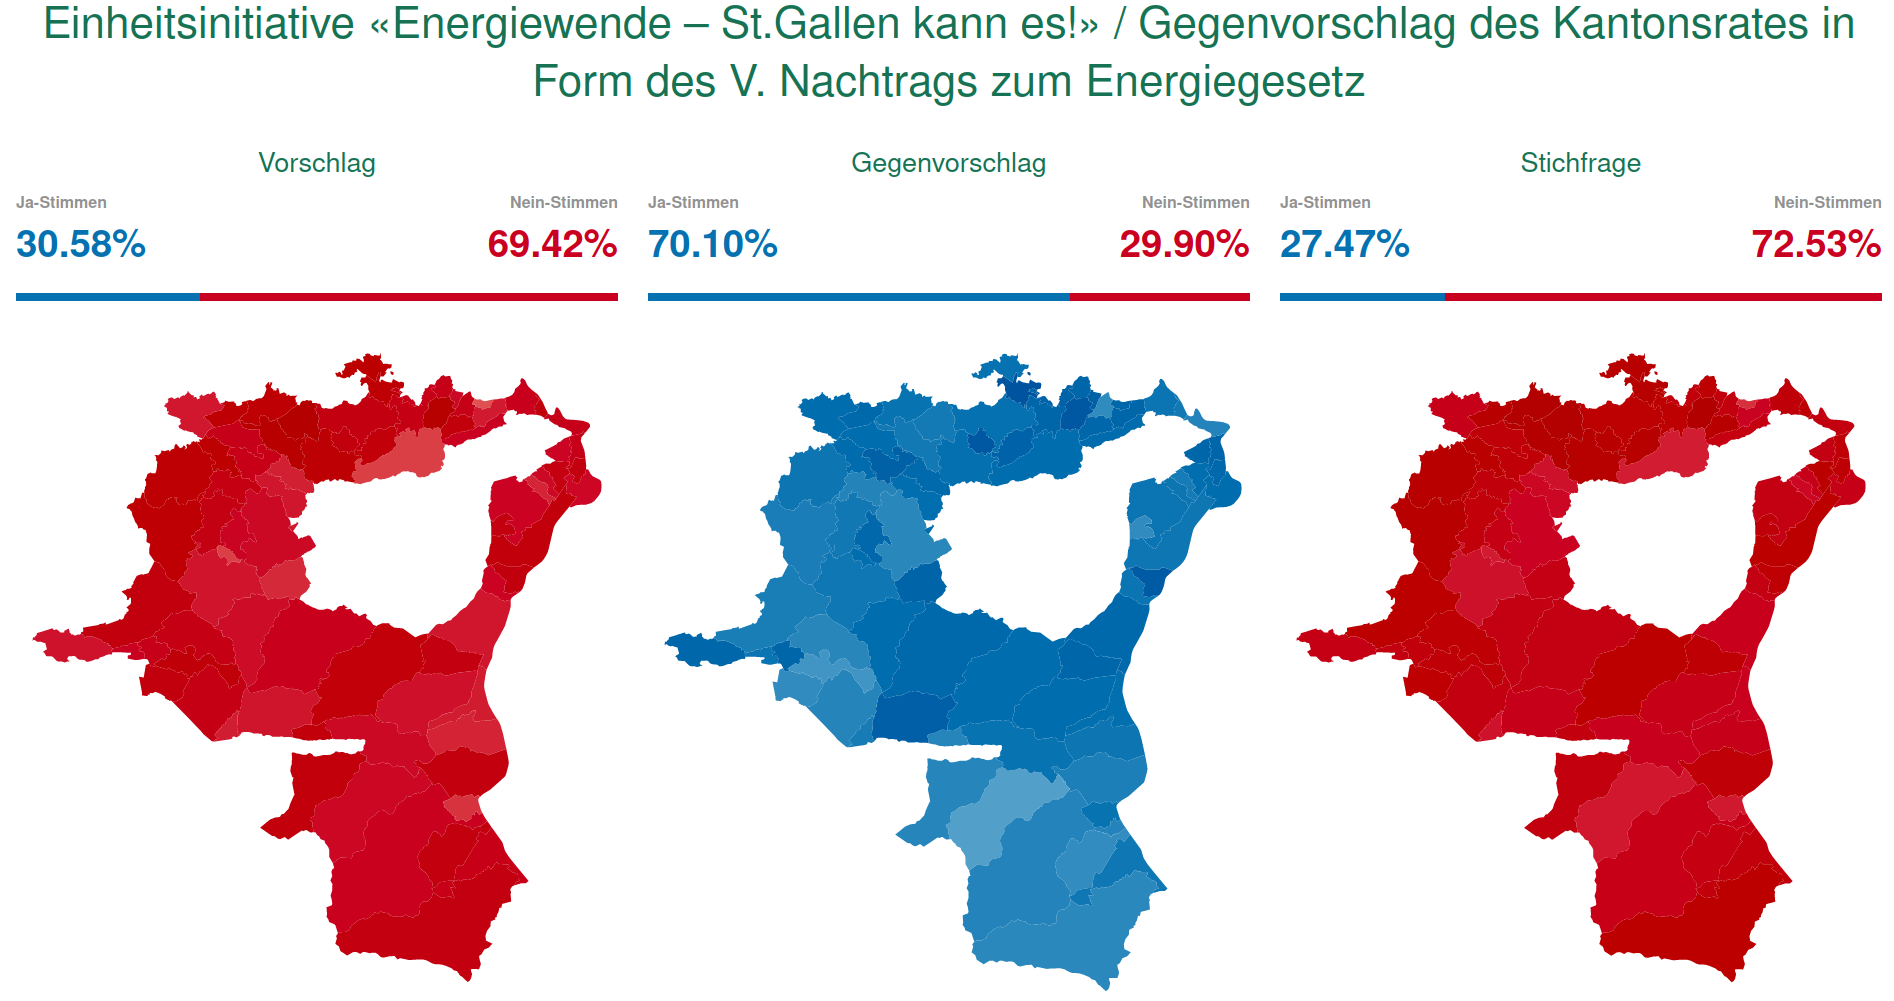 Einheitsinitiative «Energiewende – St.Gallen kann es!» / Gegenvorschlag des Kantonsrates in
Form des V. Nachtrags zum Energiegesetz
Vorschlag
Ja-Stimmen Nein-Stimmen
30.58% 69.42%
Gegenvorschlag
Ja-Stimmen Nein-Stimmen
70.10% 29.90%
Stichfrage
Ja-Stimmen Nein-Stimmen
27.47% 72.53%